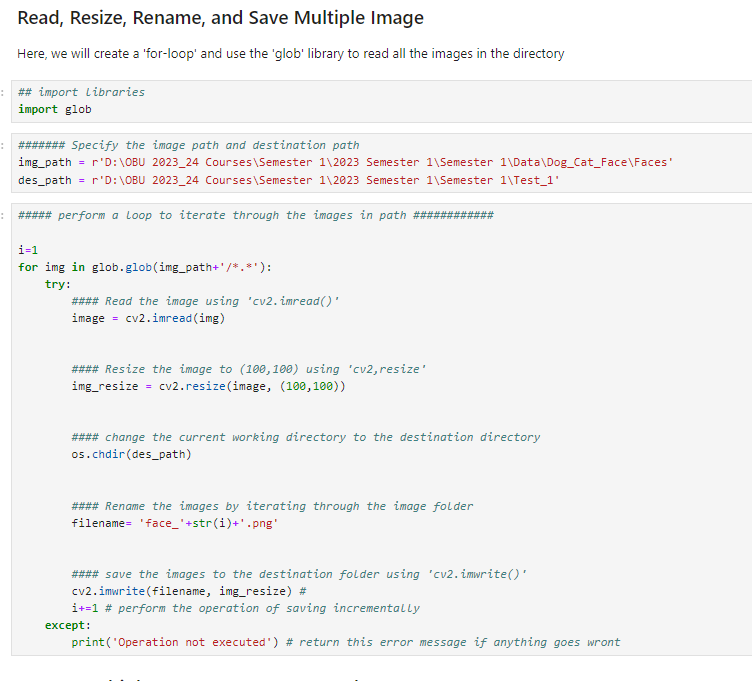 Read, Resize, Rename, and Save Multiple Image
Here, we will create a 'for-loop' and use the 'glob' library to read all the images in the directory
:
## import libraries
import glob
:
####### Specify the image path and destination path
img_path = r'D:\OBU 2023_24 Courses\Semester 1\2023 Semester 1\Semester 1\Data\Dog_Cat_Face\Faces'
des_path = r'D:\OBU 2023_24 Courses\Semester 1\2023 Semester 1\Semester 1\Test_1'
:
##### perform a loop to iterate through the images in path ############
i=1
for img in glob.glob(img_path+'/*.*'):
try:
#### Read the image using 'cv2.imread()'
image = cv2.imread(img)
#### Resize the image to (100,100) using 'cv2,resize'
img_resize = cv2.resize(image, (100,100))
#### change the current working directory to the destination directory
os.chdir(des_path)
#### Rename the images by iterating through the image folder
filename= 'face_'+str(i)+'.png'
#### save the images to the destination folder using 'cv2.imwrite()'
cv2.imwrite(filename, img_resize) #
i+=1 # perform the operation of saving incrementally
except:
print('Operation not executed') # return this error message if anything goes wront